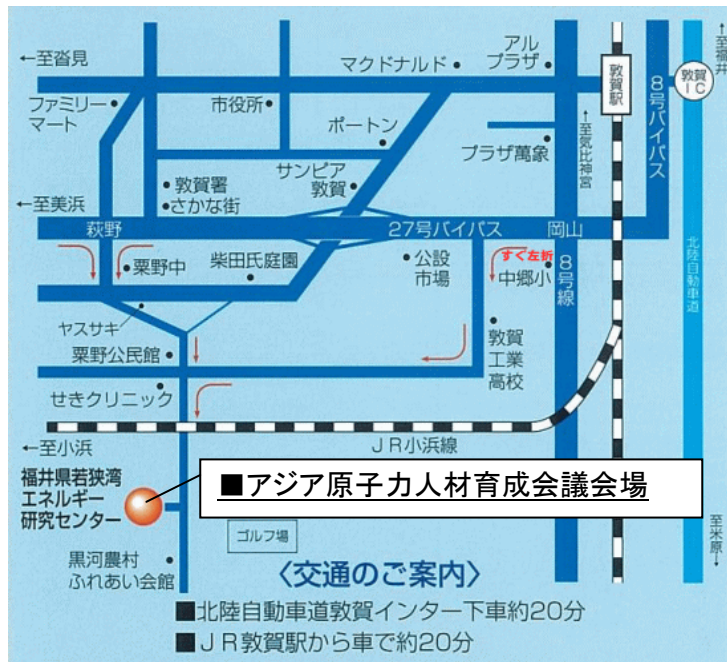 ←至沓見
マクドナルド
アル
プラザ
敦賀駅
8号バイパス
敦賀
IC
←至福井
ファミリー
マート
市役所
ポートン
プラザ萬象
←至気比神宮
サンピア
敦賀
敦賀署
さかな街
←至美浜
萩野
27号バイパス
岡山
粟野中
柴田氏庭園
公設
市場
すぐ左折
中郷小
8号線
北陸自動車道
ヤスサキ
粟野公民館
敦賀
工業
高校
せきクリニック
←至小浜
JR小浜線
福井県若狭湾
エネルギー
研究センター
■アジア原子力人材育成会議会場
ゴルフ場
至米原→
黒河農村
ふれあい会館
〈交通のご案内〉
■北陸自動車道敦賀インター下車約20分
■JR敦賀駅から車で約20分